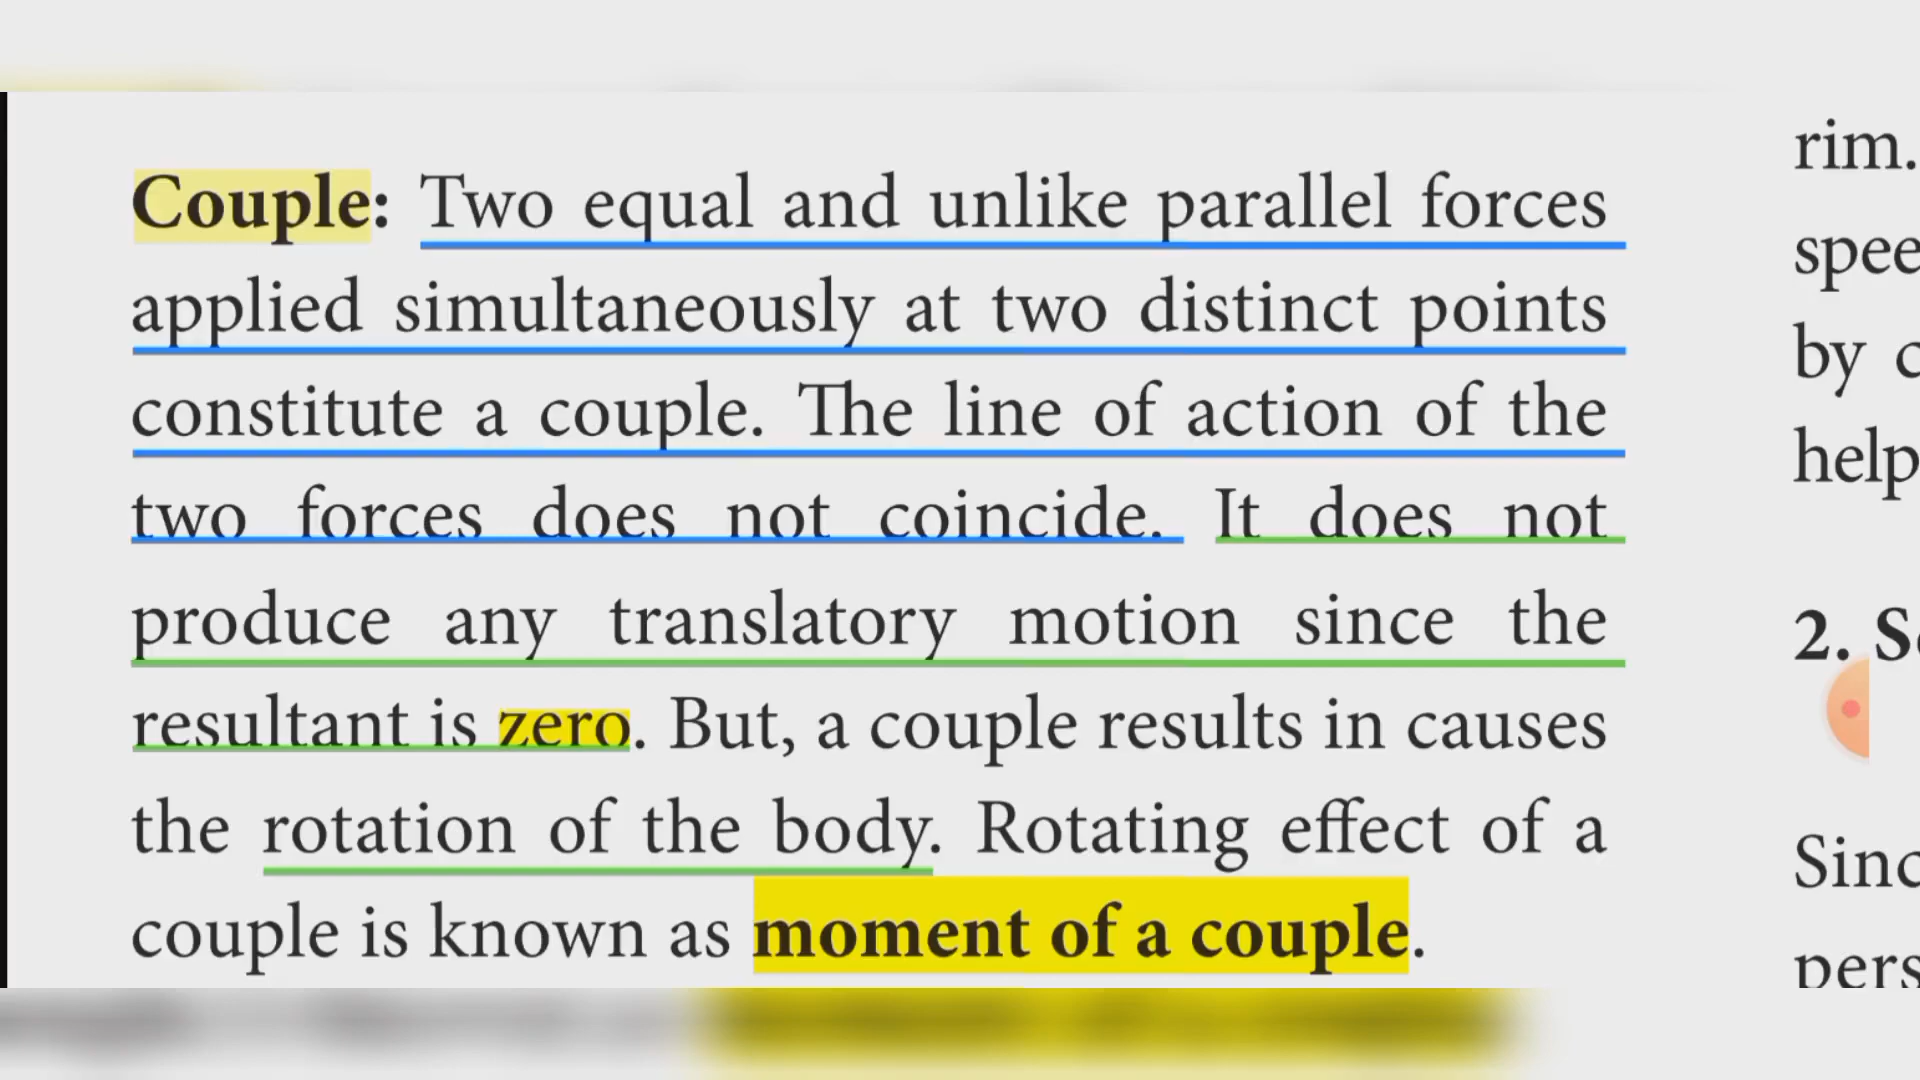 Couple: Two equal and unlike parallel forces
applied simultaneously at two distinct points
constitute a couple. The line of action of the
two forces does not coincide. It does not
produce any translatory motion since the
resultant is zero. But, a couple results in causes
the rotation of the body. Rotating effect of a
couple is known as moment of a couple.
rim.
spee
by c
help
2. S
Sinc
pers